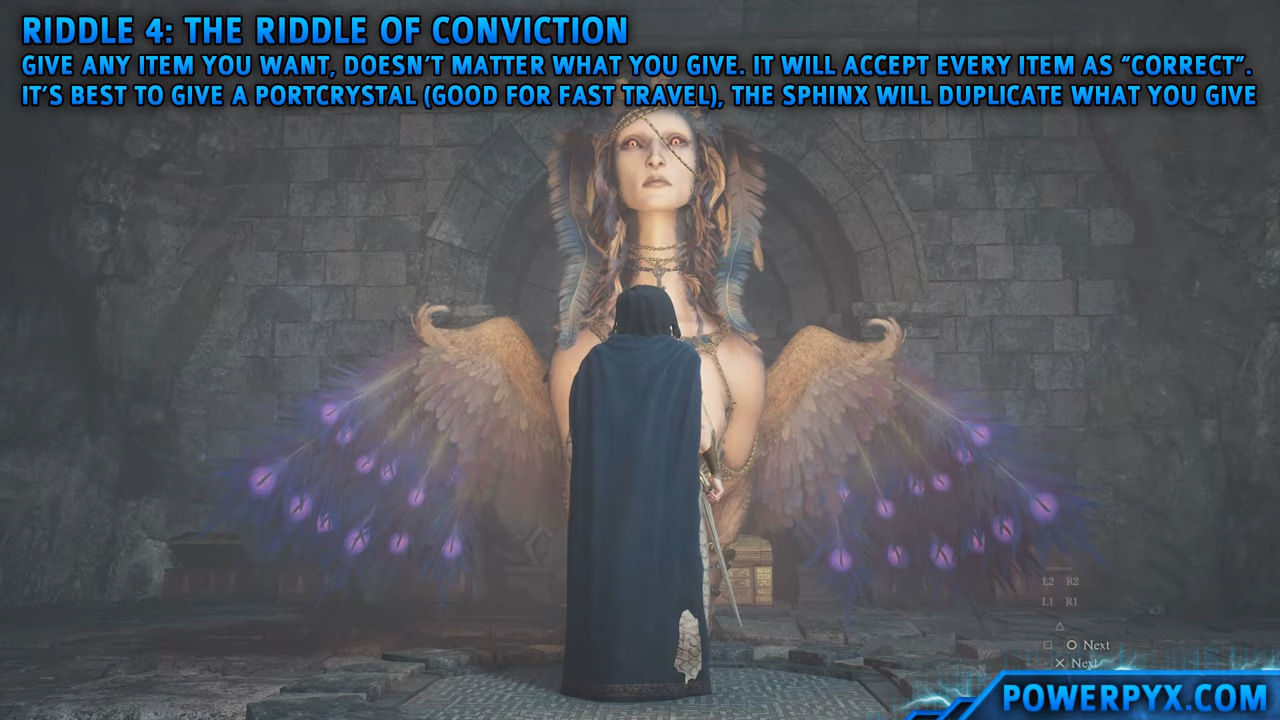 RIDDLE 4: THE RIDDLE OF CONVICTION
GIVE ANY ITEM YOU WANT, DOESN'T MATTER WHAT YOU GIVE. IT WILL ACCEPT EVERY ITEM AS "CORRECT".
IT'S BEST TO GIVE A PORTCRYSTAL (GOOD FOR FAST TRAVEL), THE SPHINX WILL DUPLICATE WHAT YOU GIVE
L2 R2
L1 R1
Next
Next
POWERPYX.COM